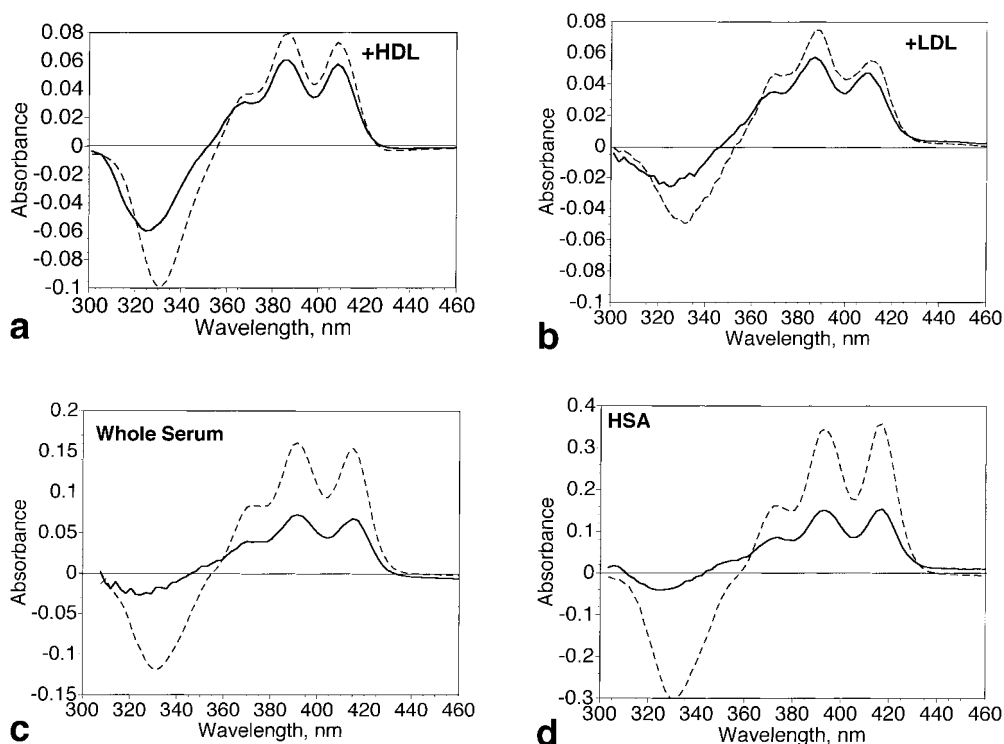 +HDL
0.08
0.06
0.04
0.02
0
-0.02
-0.04
-0.06
-0.08
-0.1
Absorbance
300 320 340 360 380 400 420 440 460
Wavelength, nm
a
+LDL
0.08
0.06
0.04
0.02
0
-0.02
-0.04
-0.06
-0.08
-0.1
Absorbance
300 320 340 360 380 400 420 440 460
Wavelength, nm
b
Whole Serum
0.2
0.15
0.1
0.05
0
-0.05
-0.1
-0.15
Absorbance
300 320 340 360 380 400 420 440 460
Wavelength, nm
c
HSA
0.4
0.3
0.2
0.1
0
-0.1
-0.2
-0.3
Absorbance
300 320 340 360 380 400 420 440 460
Wavelength, nm
d